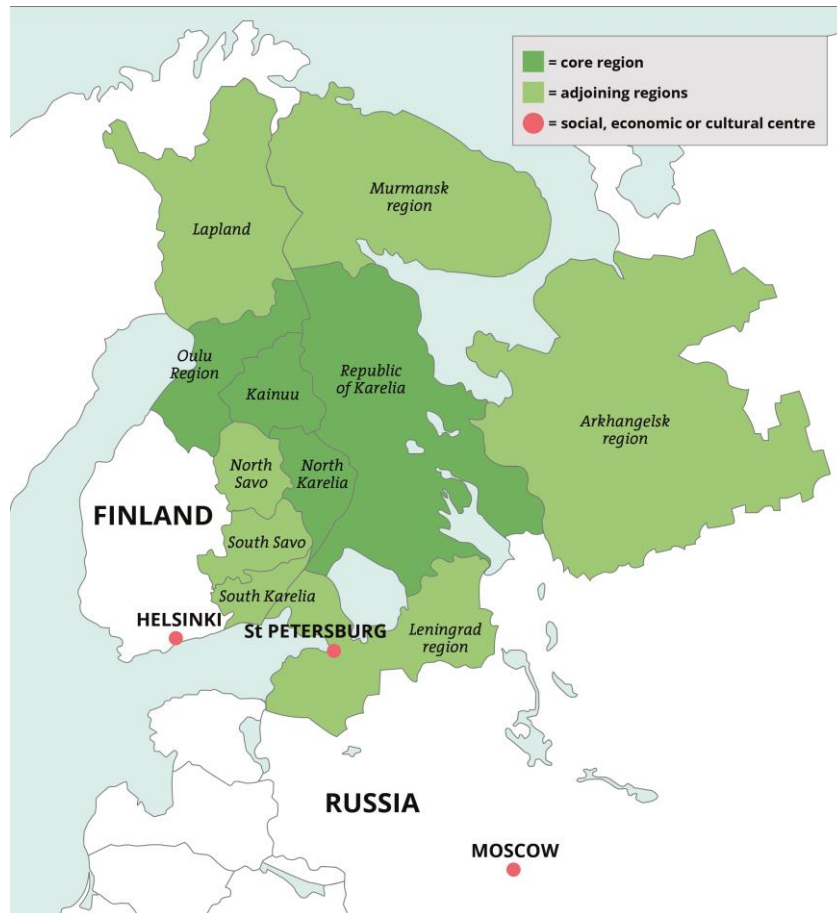 = core region
= adjoining regions
= social, economic or cultural centre
Murmansk
region
Lapland
Oulu
Region
Kainuu
Republic
of Karelia
Arkhangelsk
region
North
Savo
North
Karelia
FINLAND
South Savo
South Karelia
HELSINKI
St PETERSBURG
Leningrad
region
RUSSIA
MOSCOW